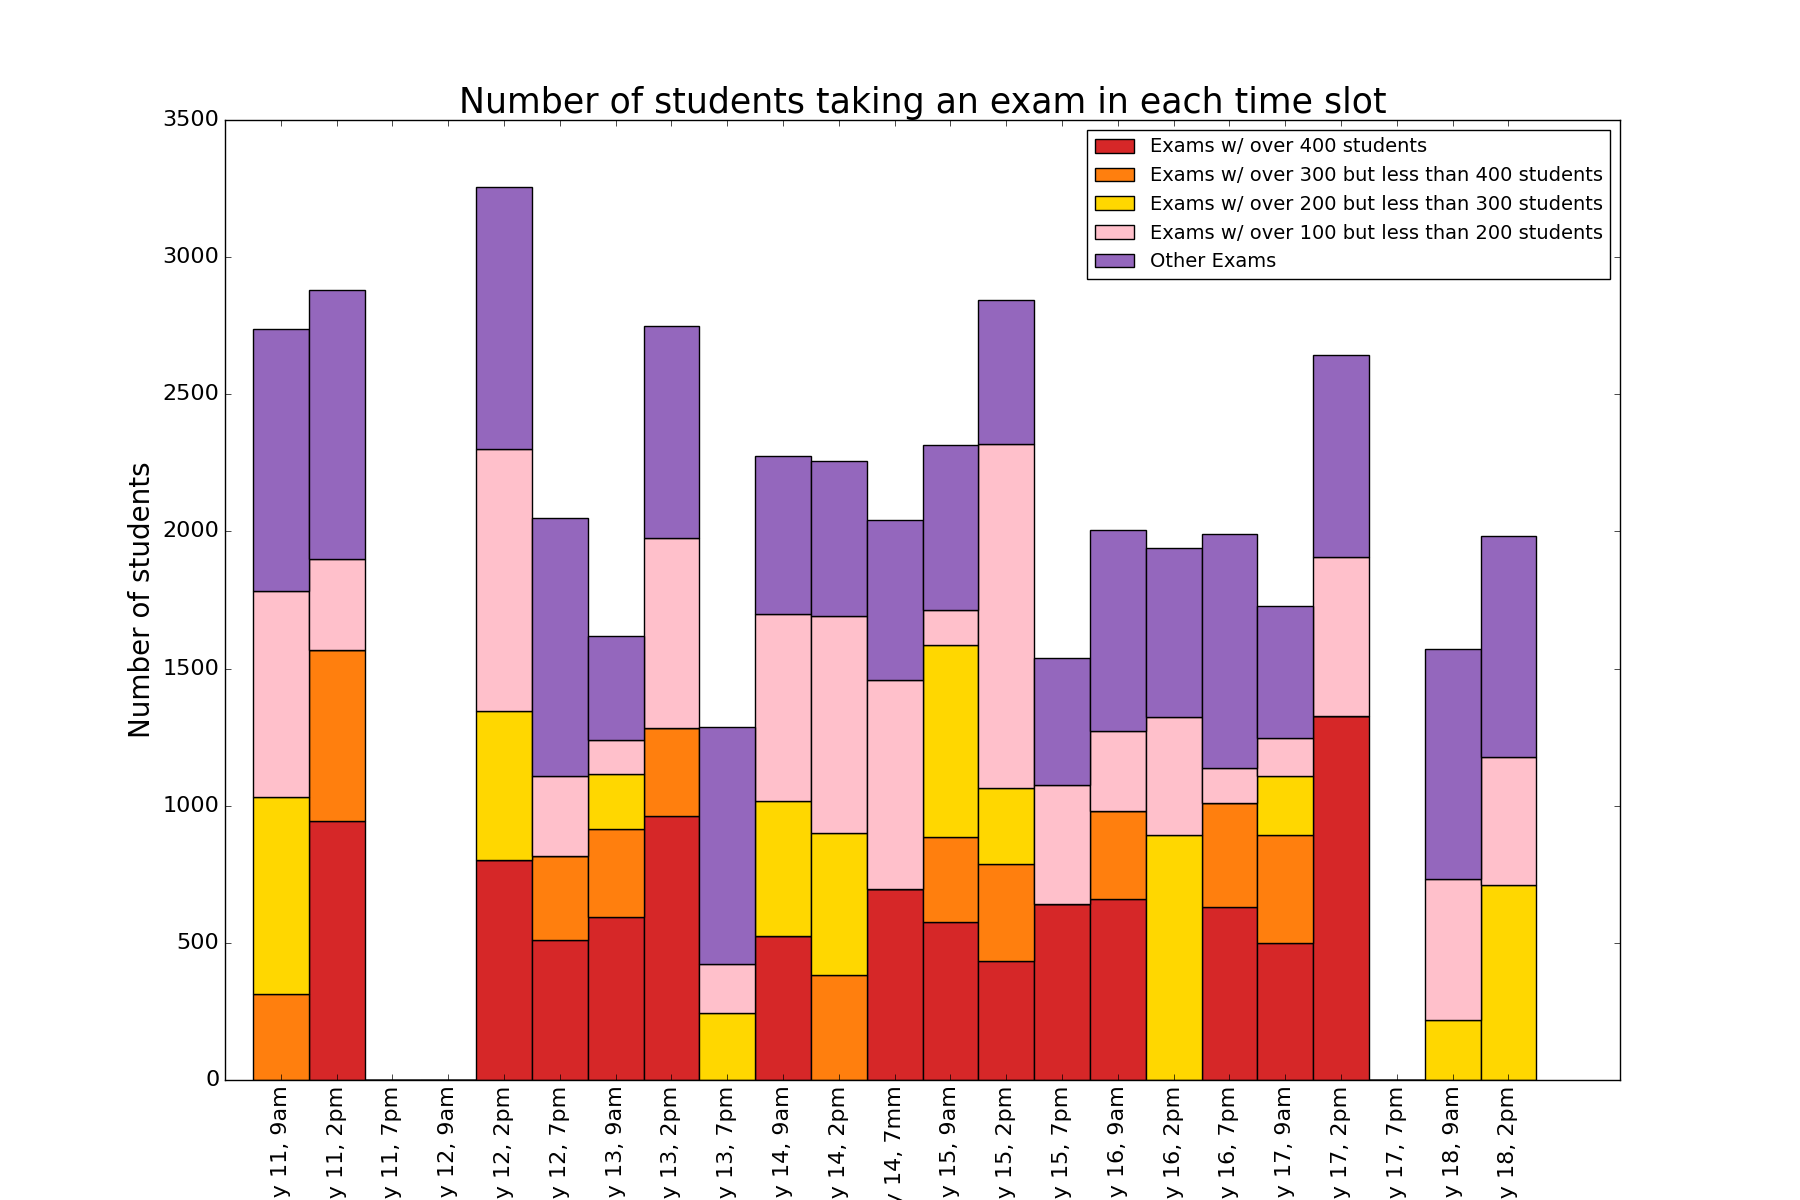 Number of students taking an exam in each time slot
Exams w/ over 400 students
Exams w/ over 300 but less than 400 students
Exams w/ over 200 but less than 300 students
Exams w/ over 100 but less than 200 students
Other Exams
Number of students
3500
3000
2500
2000
1500
1000
500
0
y 11, 9am
y 11, 2pm
y 11, 7pm
y 12, 9am
y 12, 2pm
y 12, 7pm
y 13, 9am
y 13, 2pm
y 13, 7pm
y 14, 9am
y 14, 2pm
y 14, 7mm
y 15, 9am
y 15, 2pm
y 15, 7pm
y 16, 9am
y 16, 2pm
y 16, 7pm
y 17, 9am
y 17, 2pm
y 17, 7pm
y 18, 9am
y 18, 2pm